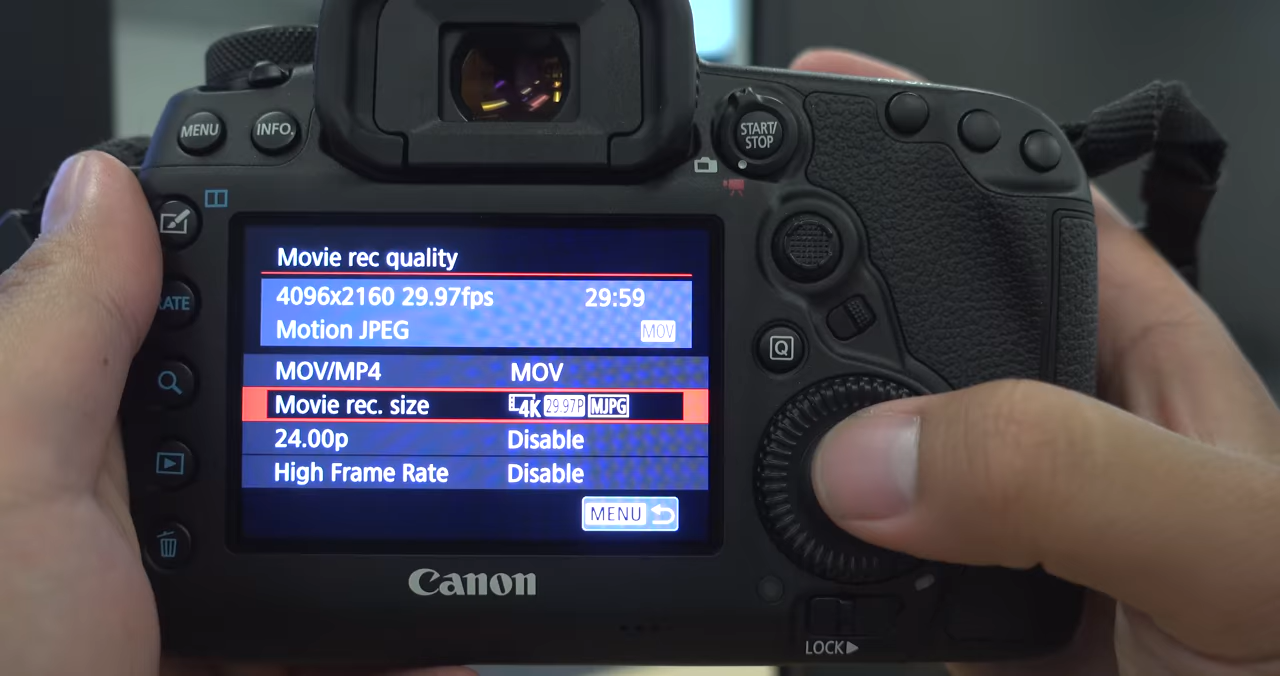 MENU
INFO.
START/
STOP
RATE
Q
Movie rec quality
4096x2160 29.97fps 29:59
Motion JPEG MOV
MOV/MP4 MOV
Movie rec. size 4K 29.97P MJPG
24.00p Disable
High Frame Rate Disable
MENU
Canon
LOCK